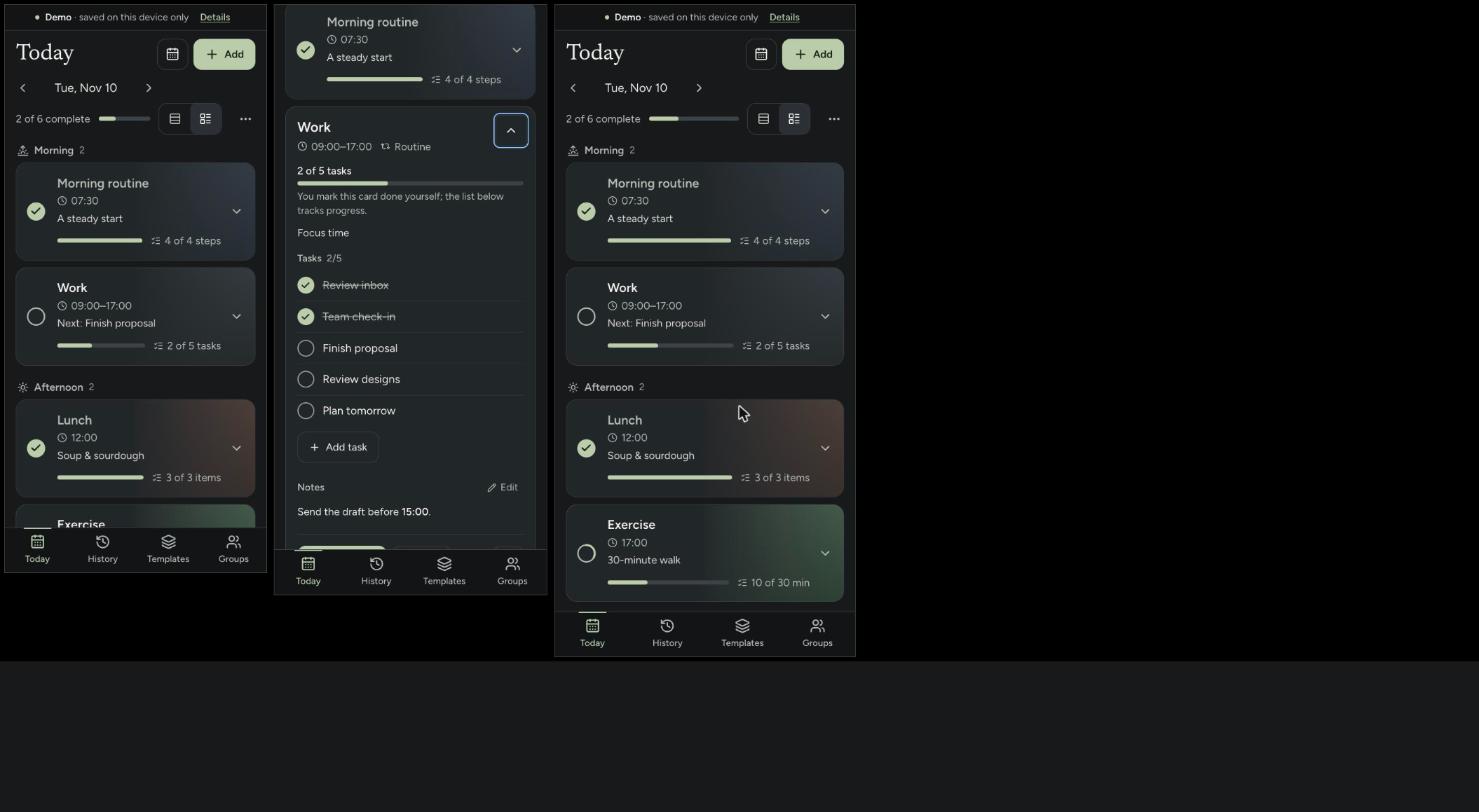 Demo · saved on this device only Details
Today
Add
Tue, Nov 10
2 of 6 complete
Morning 2
Morning routine
07:30
A steady start
4 of 4 steps
Work
09:00–17:00
Next: Finish proposal
2 of 5 tasks
Afternoon 2
Lunch
12:00
Soup & sourdough
3 of 3 items
Exercise
Today History Templates Groups
Morning routine
07:30
A steady start
4 of 4 steps
Work
09:00–17:00 Routine
2 of 5 tasks
You mark this card done yourself; the list below
tracks progress.
Focus time
Tasks 2/5
Review inbox
Team check-in
Finish proposal
Review designs
Plan tomorrow
Add task
Notes Edit
Send the draft before 15:00.
Today History Templates Groups
Demo · saved on this device only Details
Today
Add
Tue, Nov 10
2 of 6 complete
Morning 2
Morning routine
07:30
A steady start
4 of 4 steps
Work
09:00–17:00
Next: Finish proposal
2 of 5 tasks
Afternoon 2
Lunch
12:00
Soup & sourdough
3 of 3 items
Exercise
17:00
30-minute walk
10 of 30 min
Today History Templates Groups